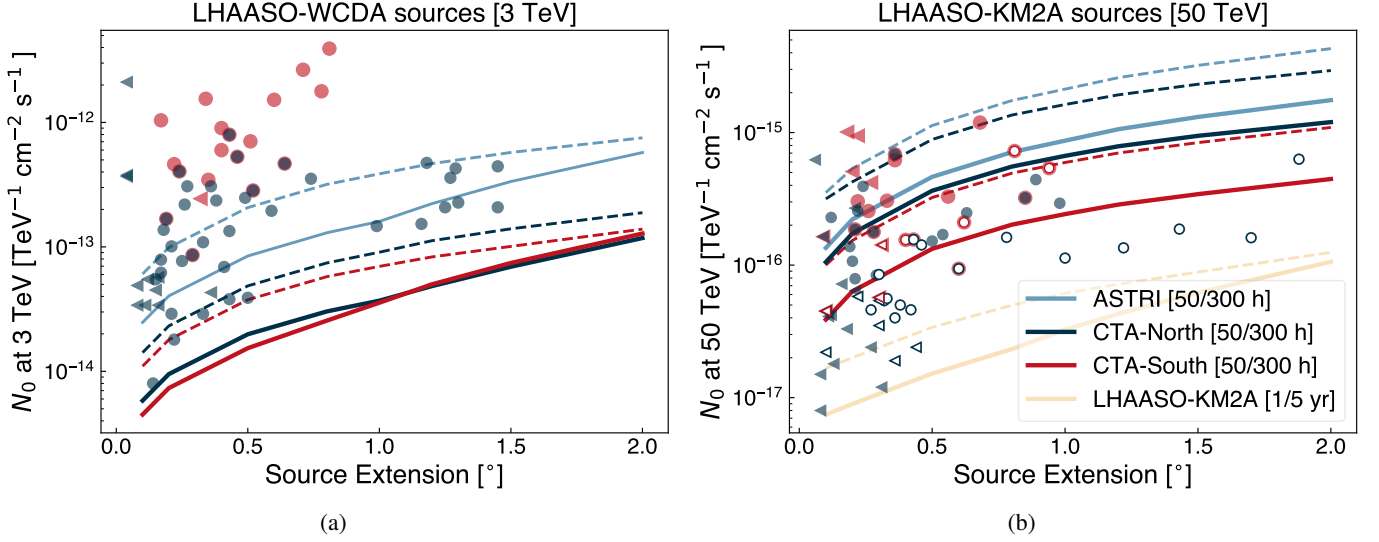 LHAASO-WCDA sources [3 TeV]
N₀ at 3 TeV [TeV⁻¹ cm⁻² s⁻¹]
10⁻¹²
10⁻¹³
10⁻¹⁴
0.0 0.5 1.0 1.5 2.0
Source Extension [°]
(a)
LHAASO-KM2A sources [50 TeV]
N₀ at 50 TeV [TeV⁻¹ cm⁻² s⁻¹]
10⁻¹⁵
10⁻¹⁶
10⁻¹⁷
ASTRI [50/300 h]
CTA-North [50/300 h]
CTA-South [50/300 h]
LHAASO-KM2A [1/5 yr]
0.0 0.5 1.0 1.5 2.0
Source Extension [°]
(b)